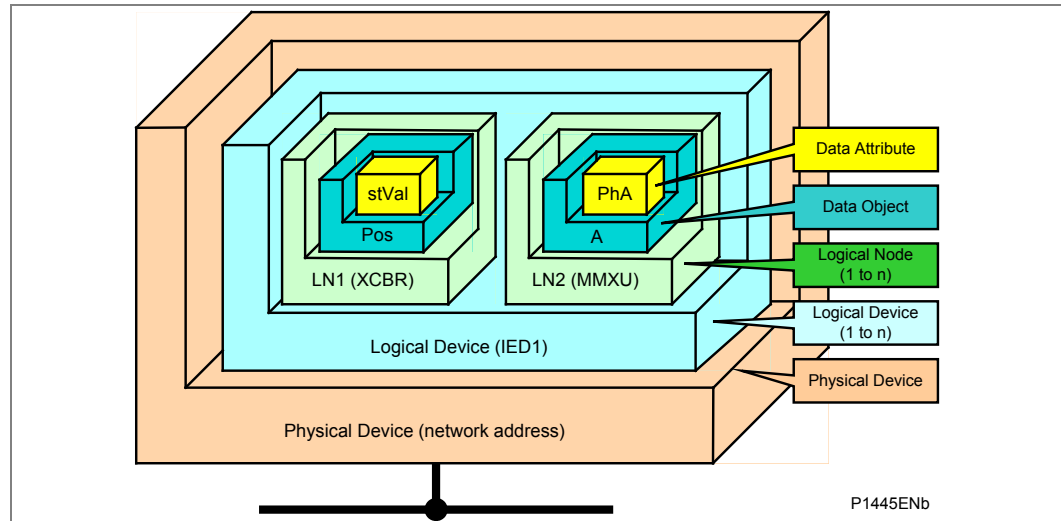 stVal
Pos
LN1 (XCBR)
PhA
A
LN2 (MMXU)
Logical Device (IED1)
Physical Device (network address)
Data Attribute
Data Object
Logical Node
(1 to n)
Logical Device
(1 to n)
Physical Device
P1445ENb